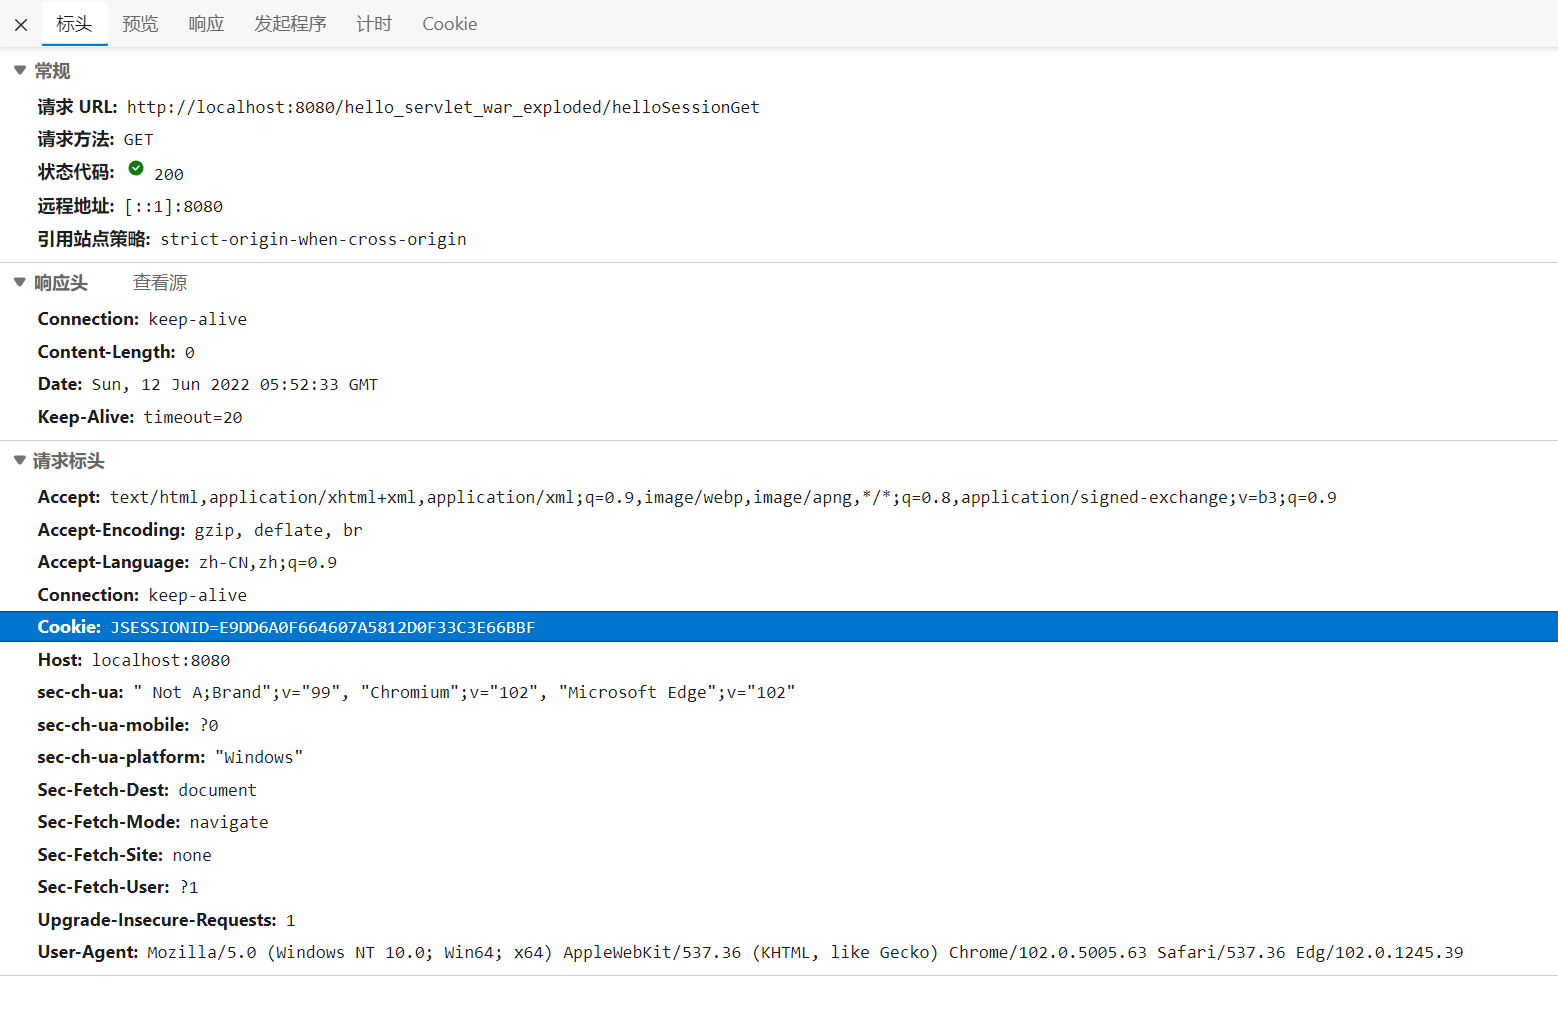 标头 预览 响应 发起程序 计时 Cookie
常规
请求 URL: http://localhost:8080/hello_servlet_war_exploded/helloSessionGet
请求方法: GET
状态代码: 200
远程地址: [::1]:8080
引用站点策略: strict-origin-when-cross-origin
响应头 查看源
Connection: keep-alive
Content-Length: 0
Date: Sun, 12 Jun 2022 05:52:33 GMT
Keep-Alive: timeout=20
请求标头
Accept: text/html,application/xhtml+xml,application/xml;q=0.9,image/webp,image/apng,*/*;q=0.8,application/signed-exchange;v=b3;q=0.9
Accept-Encoding: gzip, deflate, br
Accept-Language: zh-CN,zh;q=0.9
Connection: keep-alive
Cookie: JSESSIONID=E9DD6A0F664607A5812D0F33C3E66BBF
Host: localhost:8080
sec-ch-ua: " Not A;Brand";v="99", "Chromium";v="102", "Microsoft Edge";v="102"
sec-ch-ua-mobile: ?0
sec-ch-ua-platform: "Windows"
Sec-Fetch-Dest: document
Sec-Fetch-Mode: navigate
Sec-Fetch-Site: none
Sec-Fetch-User: ?1
Upgrade-Insecure-Requests: 1
User-Agent: Mozilla/5.0 (Windows NT 10.0; Win64; x64) AppleWebKit/537.36 (KHTML, like Gecko) Chrome/102.0.5005.63 Safari/537.36 Edg/102.0.1245.39